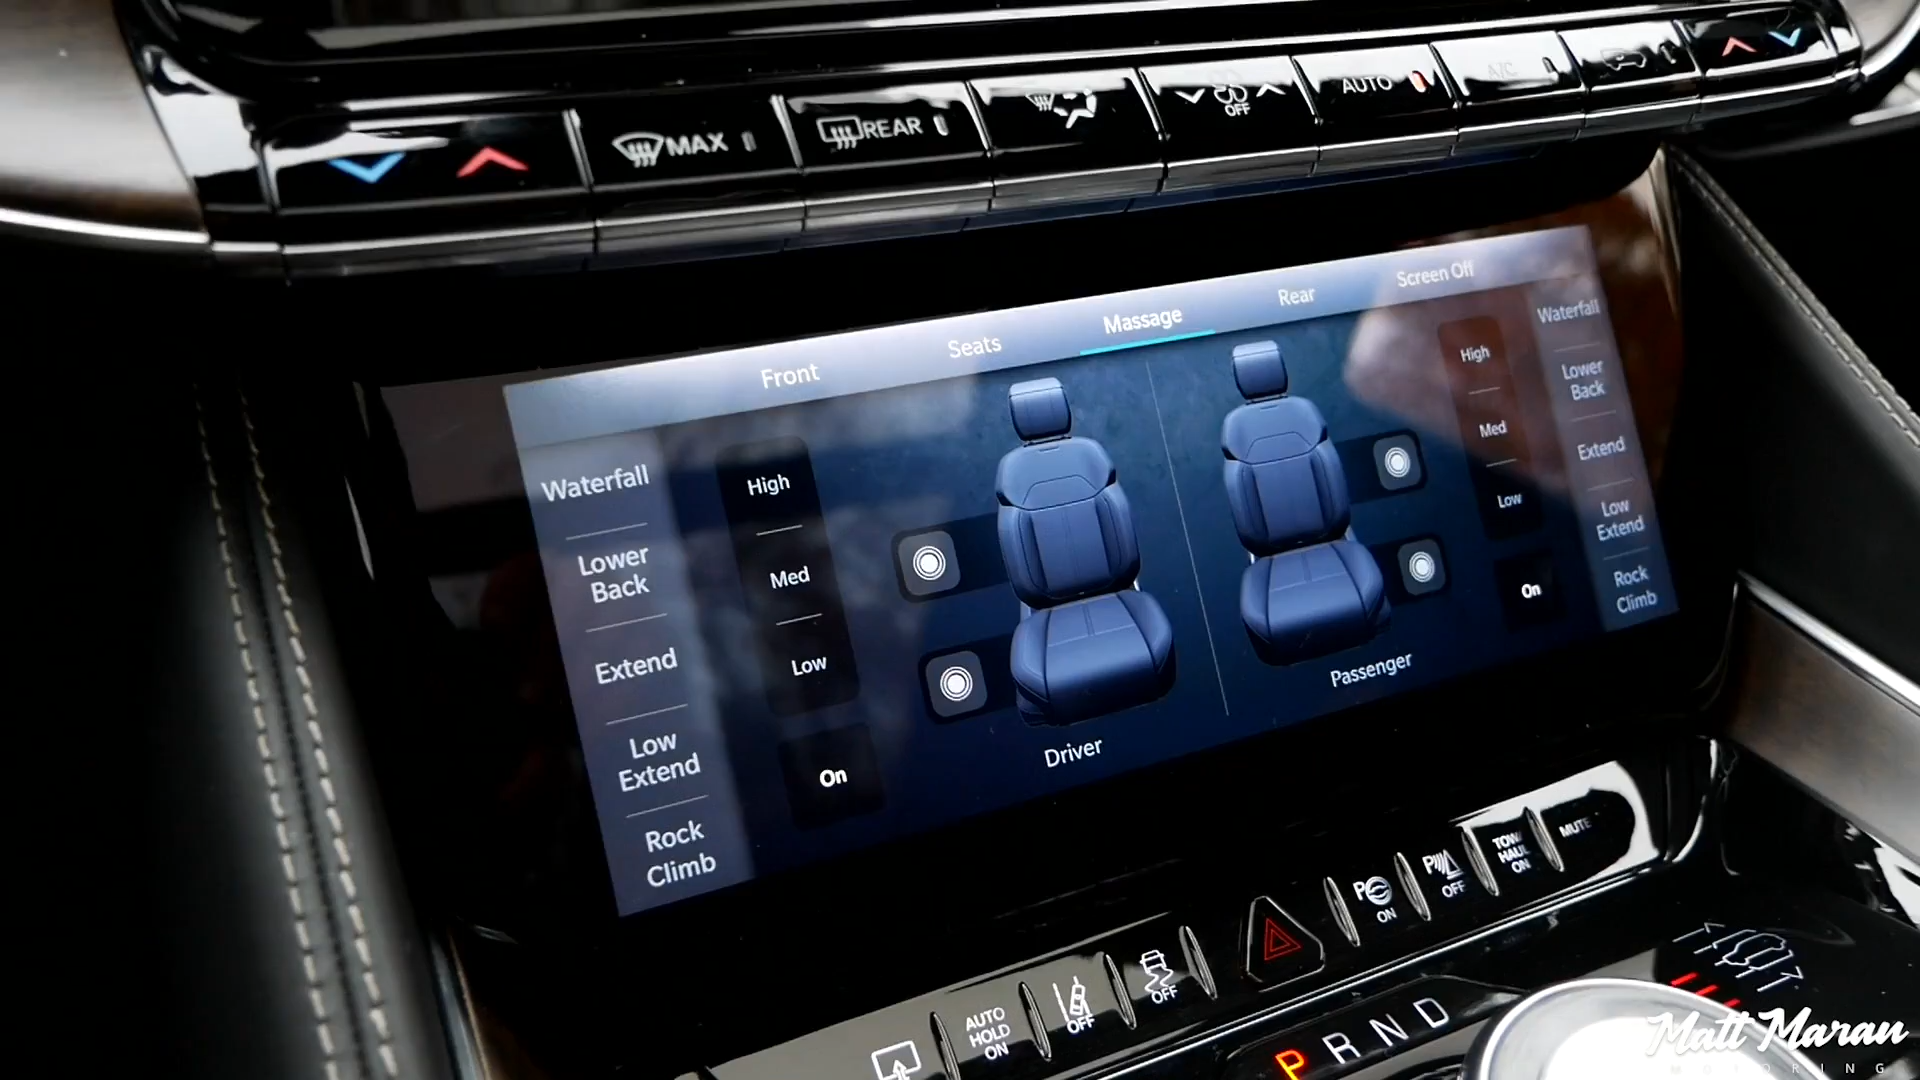 MAX
REAR
OFF
AUTO
A/C
Front
Seats
Massage
Rear
Screen Off
Waterfall
Lower
Back
Extend
Low
Extend
Rock
Climb
High
Med
Low
On
Driver
Passenger
High
Med
Low
On
Waterfall
Lower
Back
Extend
Low
Extend
Rock
Climb
AUTO
HOLD
ON
OFF
OFF
P
ON
P
OFF
TOW/
HAUL
ON
MUTE
P R N D
Matt Maran
MOTORING